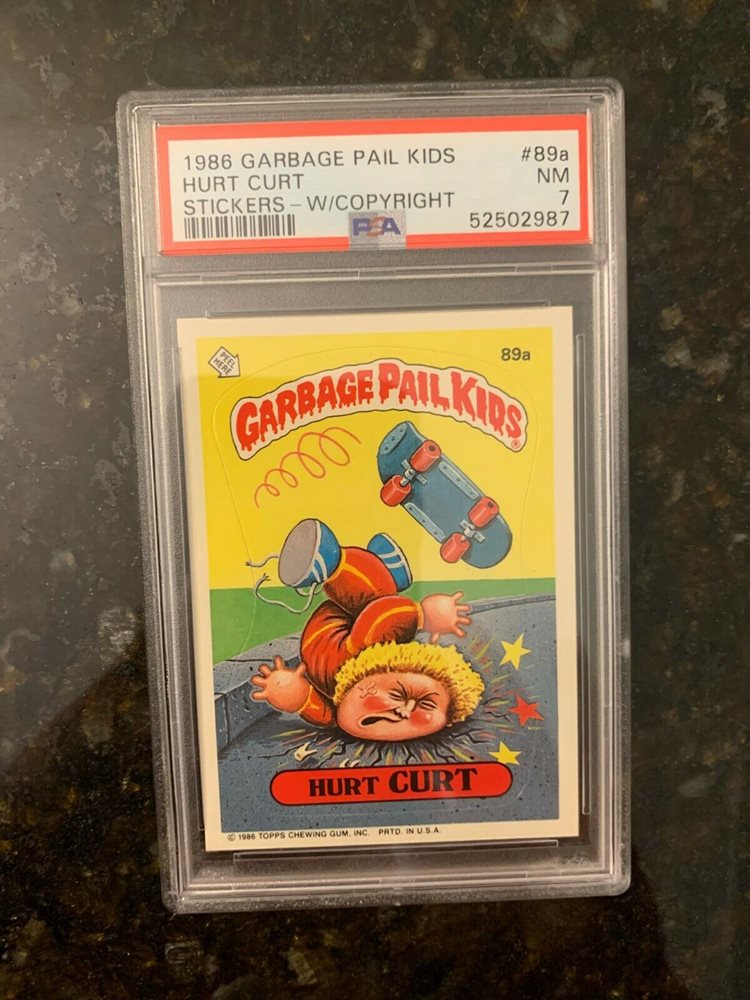 1986 GARBAGE PAIL KIDS #89a
HURT CURT NM
STICKERS - W/COPYRIGHT 7
PSA 52502987
PEEL HERE
89a
GARBAGE PAIL KIDS ®
HURT CURT
© 1986 TOPPS CHEWING GUM, INC. PRTD. IN U.S.A.